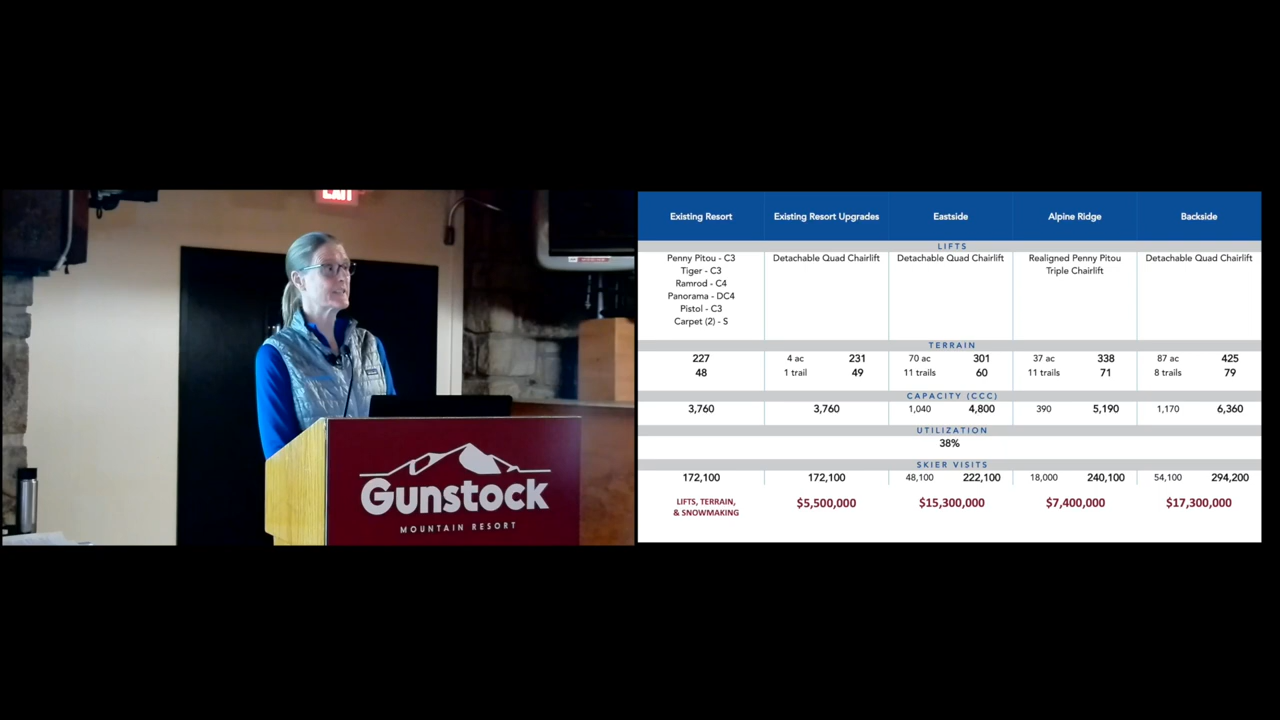 EXIT
Gunstock
MOUNTAIN RESORT
Existing Resort Existing Resort Upgrades Eastside Alpine Ridge Backside
LIFTS
Penny Pitou - C3 Detachable Quad Chairlift Detachable Quad Chairlift Realigned Penny Pitou Detachable Quad Chairlift
Tiger - C3 Triple Chairlift
Ramrod - C4
Panorama - DC4
Pistol - C3
Carpet (2) - S
TERRAIN
227 4 ac 231 70 ac 301 37 ac 338 87 ac 425
48 1 trail 49 11 trails 60 11 trails 71 8 trails 79
CAPACITY (CCC)
3,760 3,760 1,040 4,800 390 5,190 1,170 6,360
UTILIZATION
38%
SKIER VISITS
172,100 172,100 48,100 222,100 18,000 240,100 54,100 294,200
LIFTS, TERRAIN, $5,500,000 $15,300,000 $7,400,000 $17,300,000
& SNOWMAKING